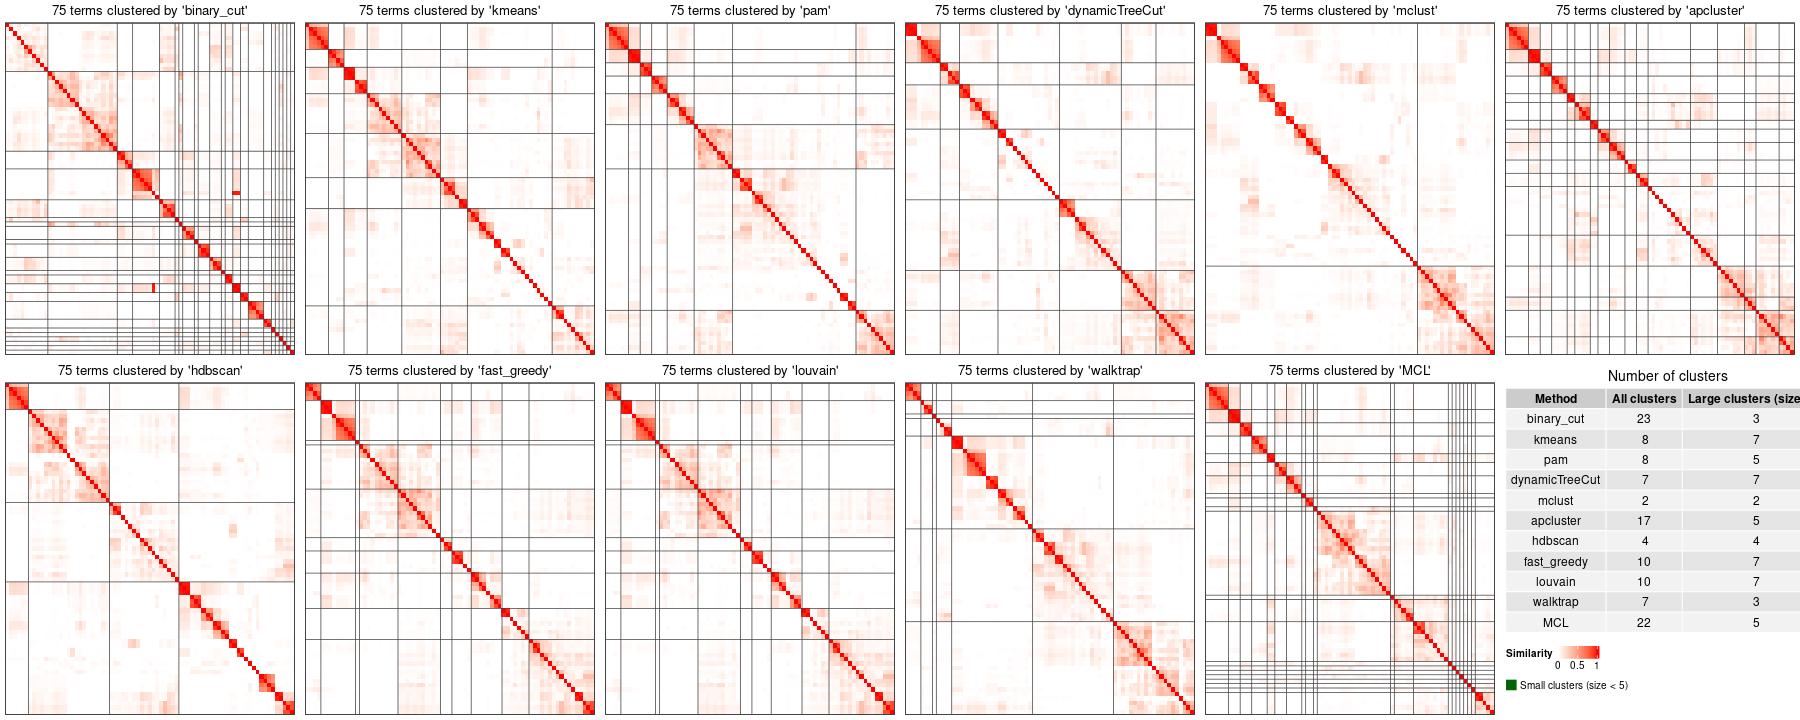 75 terms clustered by 'binary_cut'
75 terms clustered by 'kmeans'
75 terms clustered by 'pam'
75 terms clustered by 'dynamicTreeCut'
75 terms clustered by 'mclust'
75 terms clustered by 'apcluster'
75 terms clustered by 'hdbscan'
75 terms clustered by 'fast_greedy'
75 terms clustered by 'louvain'
75 terms clustered by 'walktrap'
75 terms clustered by 'MCL'
Number of clusters
Method All clusters Large clusters (size
binary_cut 23 3
kmeans 8 7
pam 8 5
dynamicTreeCut 7 7
mclust 2 2
apcluster 17 5
hdbscan 4 4
fast_greedy 10 7
louvain 10 7
walktrap 7 3
MCL 22 5
Similarity
0 0.5 1
Small clusters (size < 5)